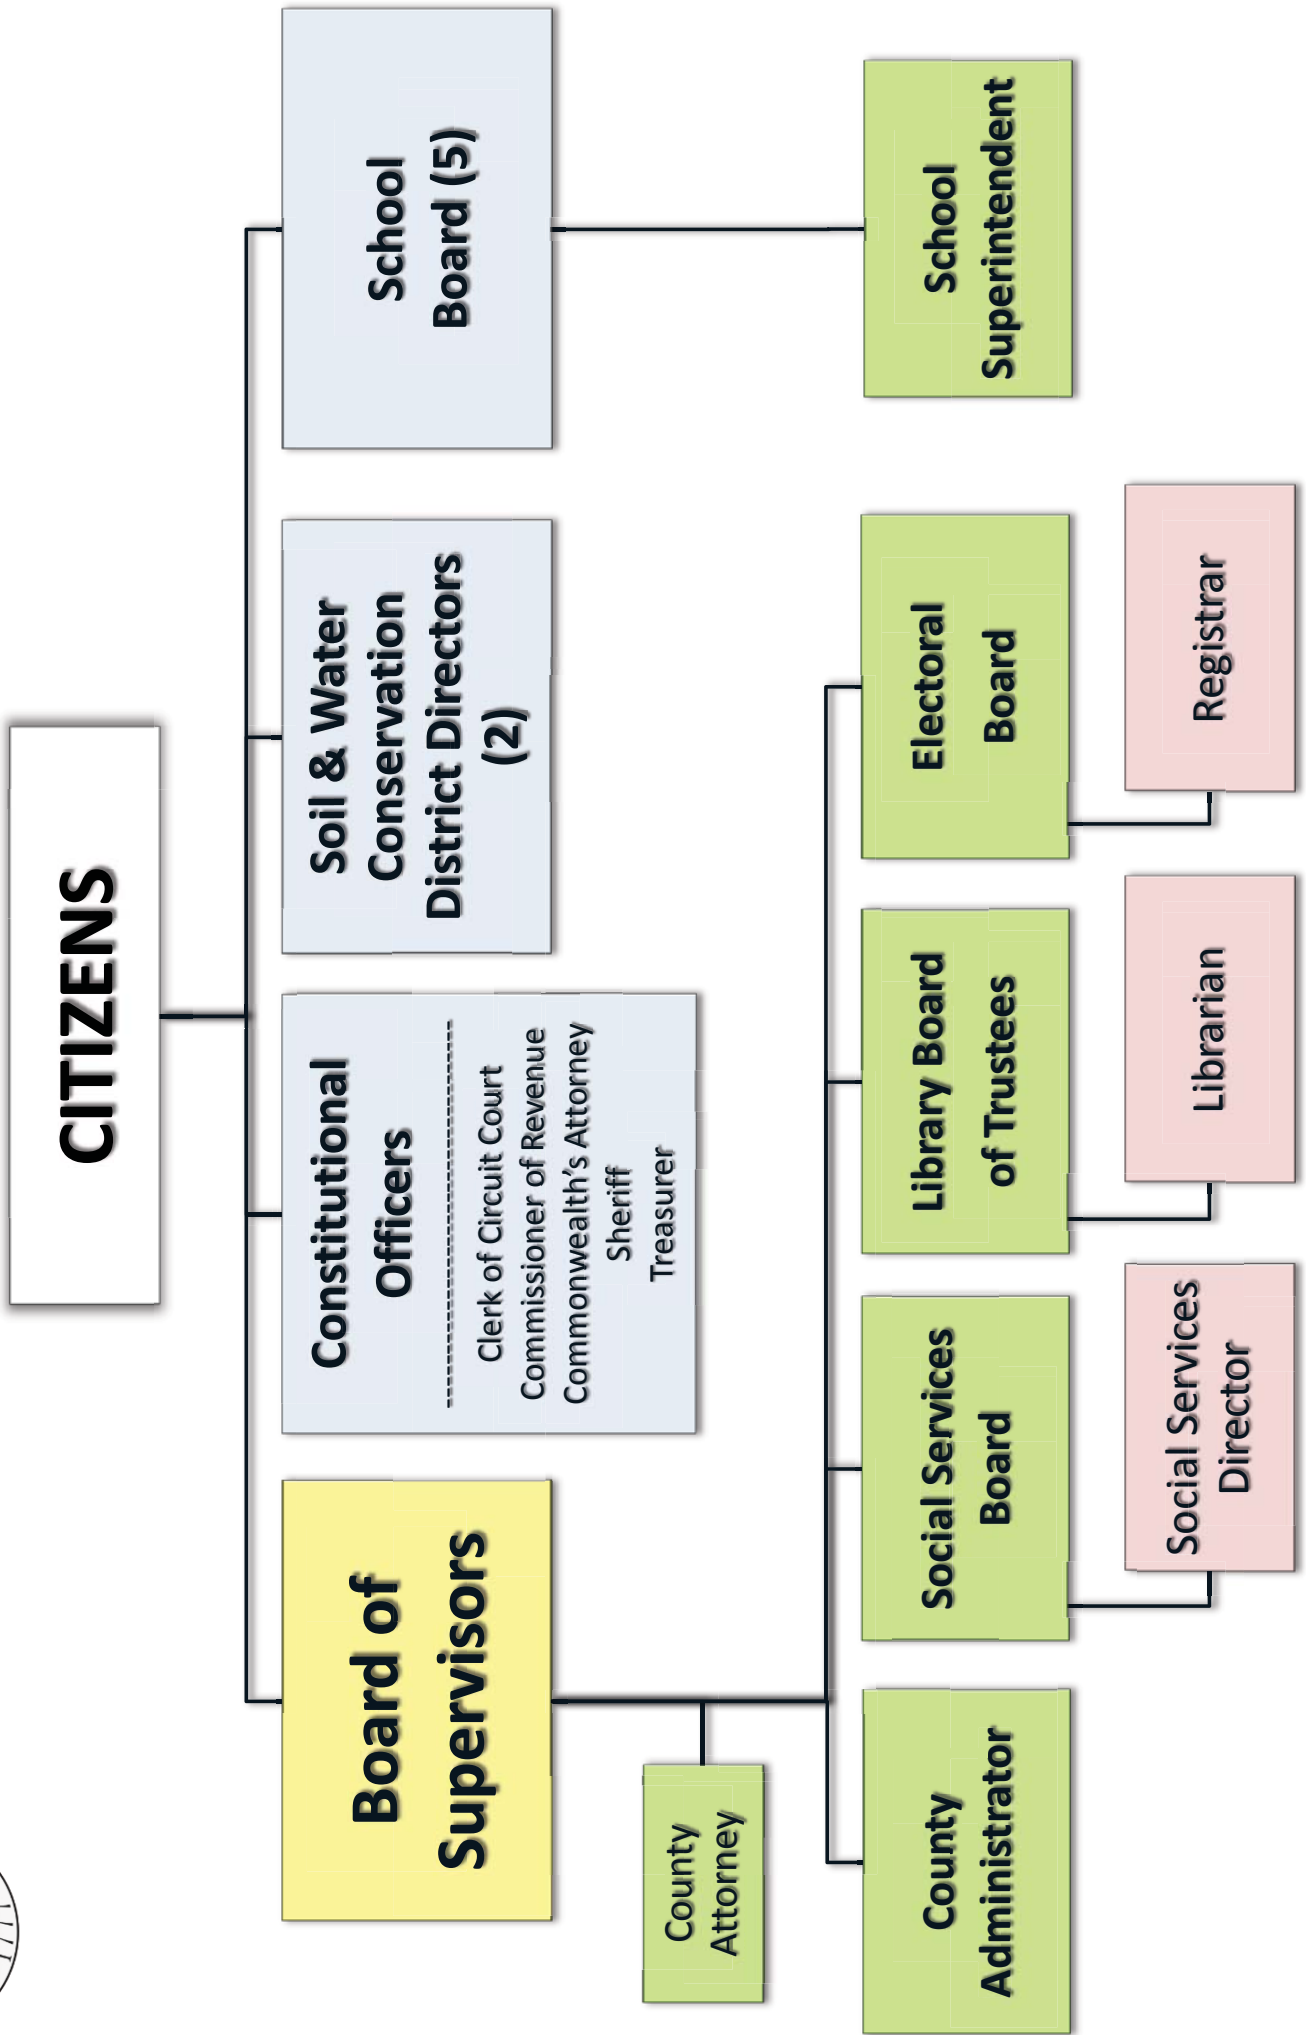 CITIZENS
Board of
Supervisors
Constitutional
Officers
--------------------------------------------------
Clerk of Circuit Court
Commissioner of Revenue
Commonwealth’s Attorney
Sheriff
Treasurer
Soil & Water
Conservation
District Directors
(2)
School
Board (5)
County
Attorney
County
Administrator
Social Services
Board
Library Board
of Trustees
Electoral
Board
School
Superintendent
Social Services
Director
Librarian
Registrar